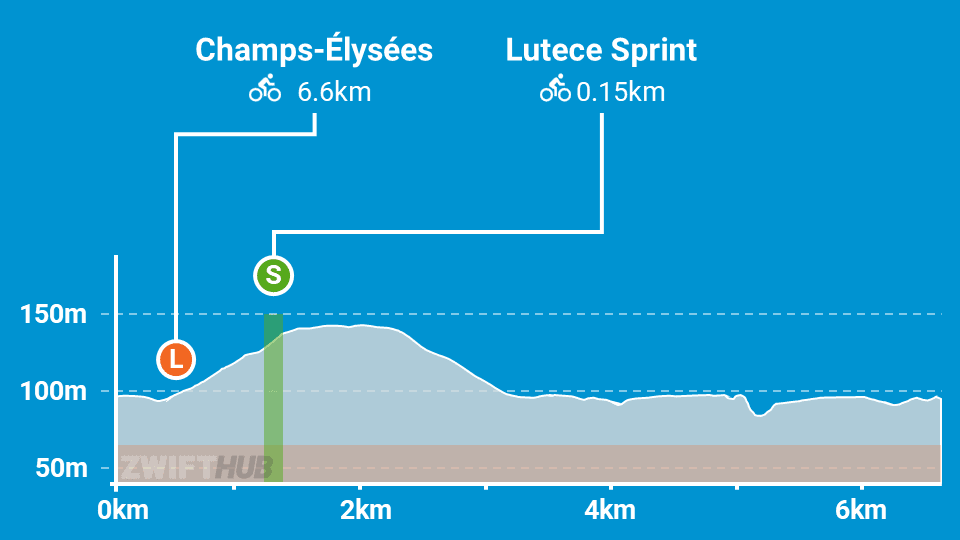 Champs-Élysées
6.6km
Lutece Sprint
0.15km
S
150m
L
100m
50m
ZWIFTHUB
0km
2km
4km
6km